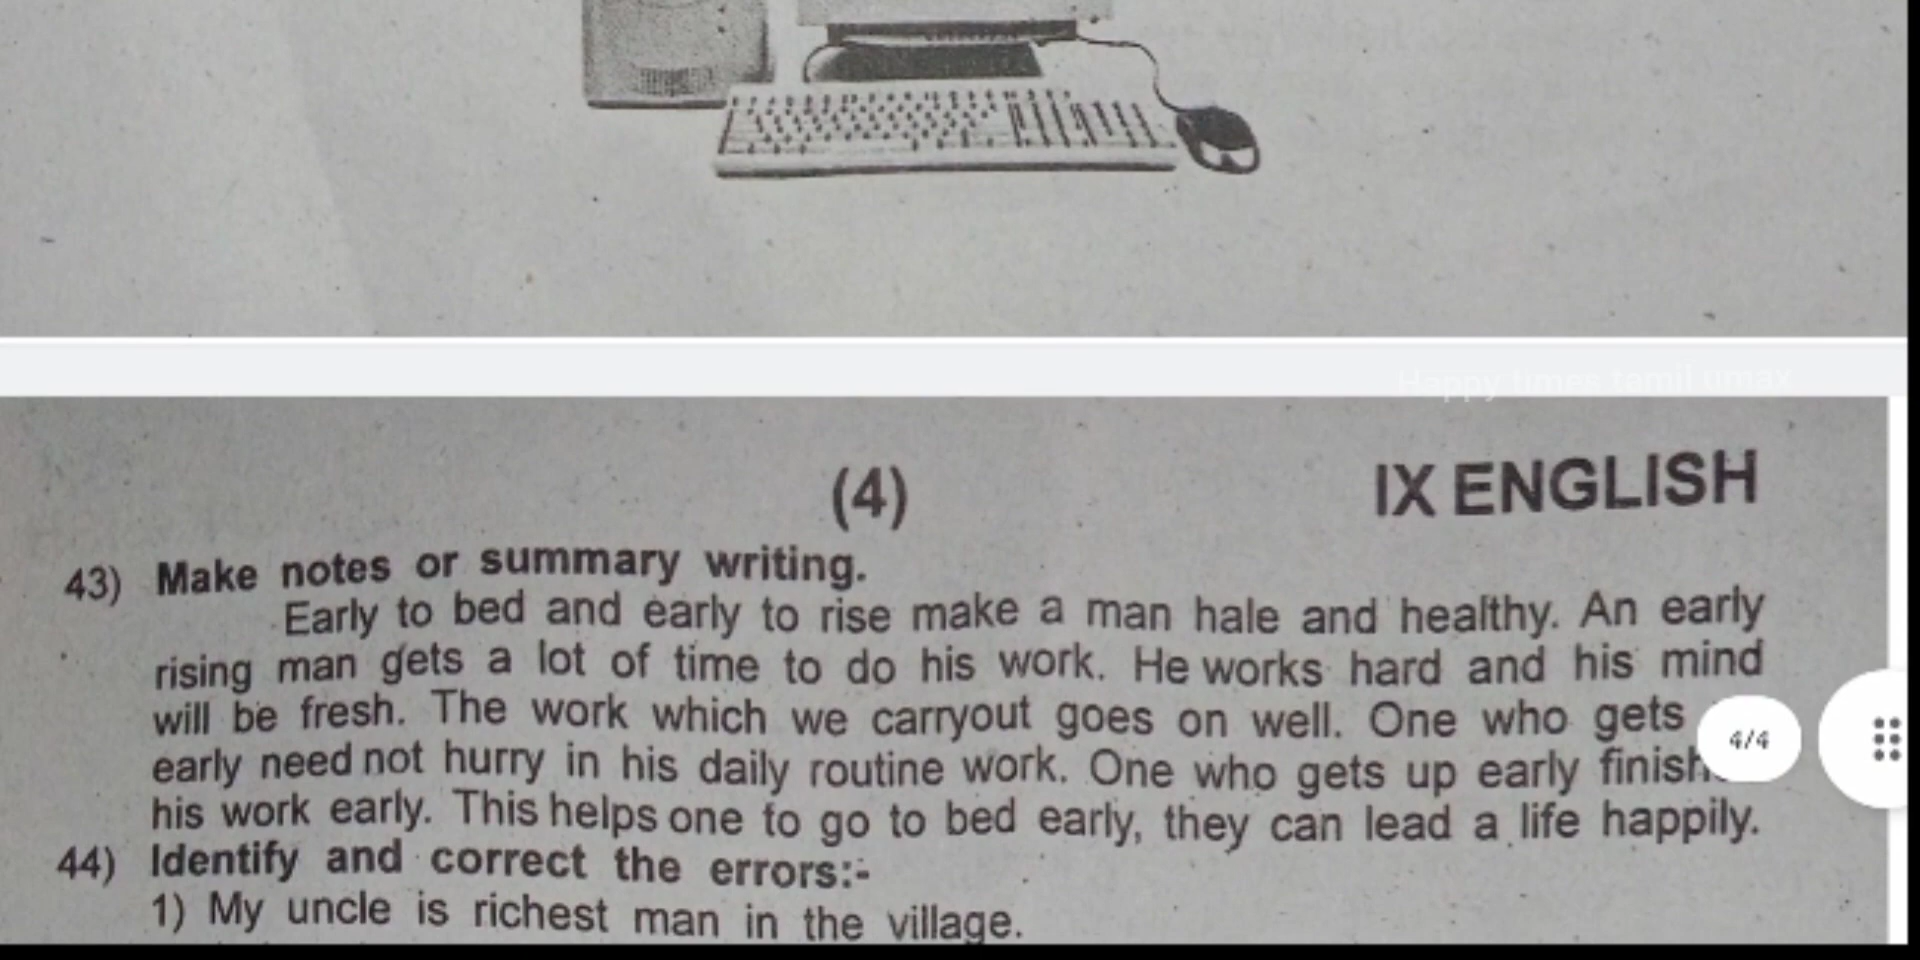 Happy times tamil umax
(4)
IX ENGLISH
43) Make notes or summary writing.
Early to bed and early to rise make a man hale and healthy. An early
rising man gets a lot of time to do his work. He works hard and his mind
will be fresh. The work which we carryout goes on well. One who gets
early need not hurry in his daily routine work. One who gets up early
his work early. This helps one to go to bed early, they can lead a life happily.
44) Identify and correct the errors:-
1) My uncle is richest man in the village.
4/4